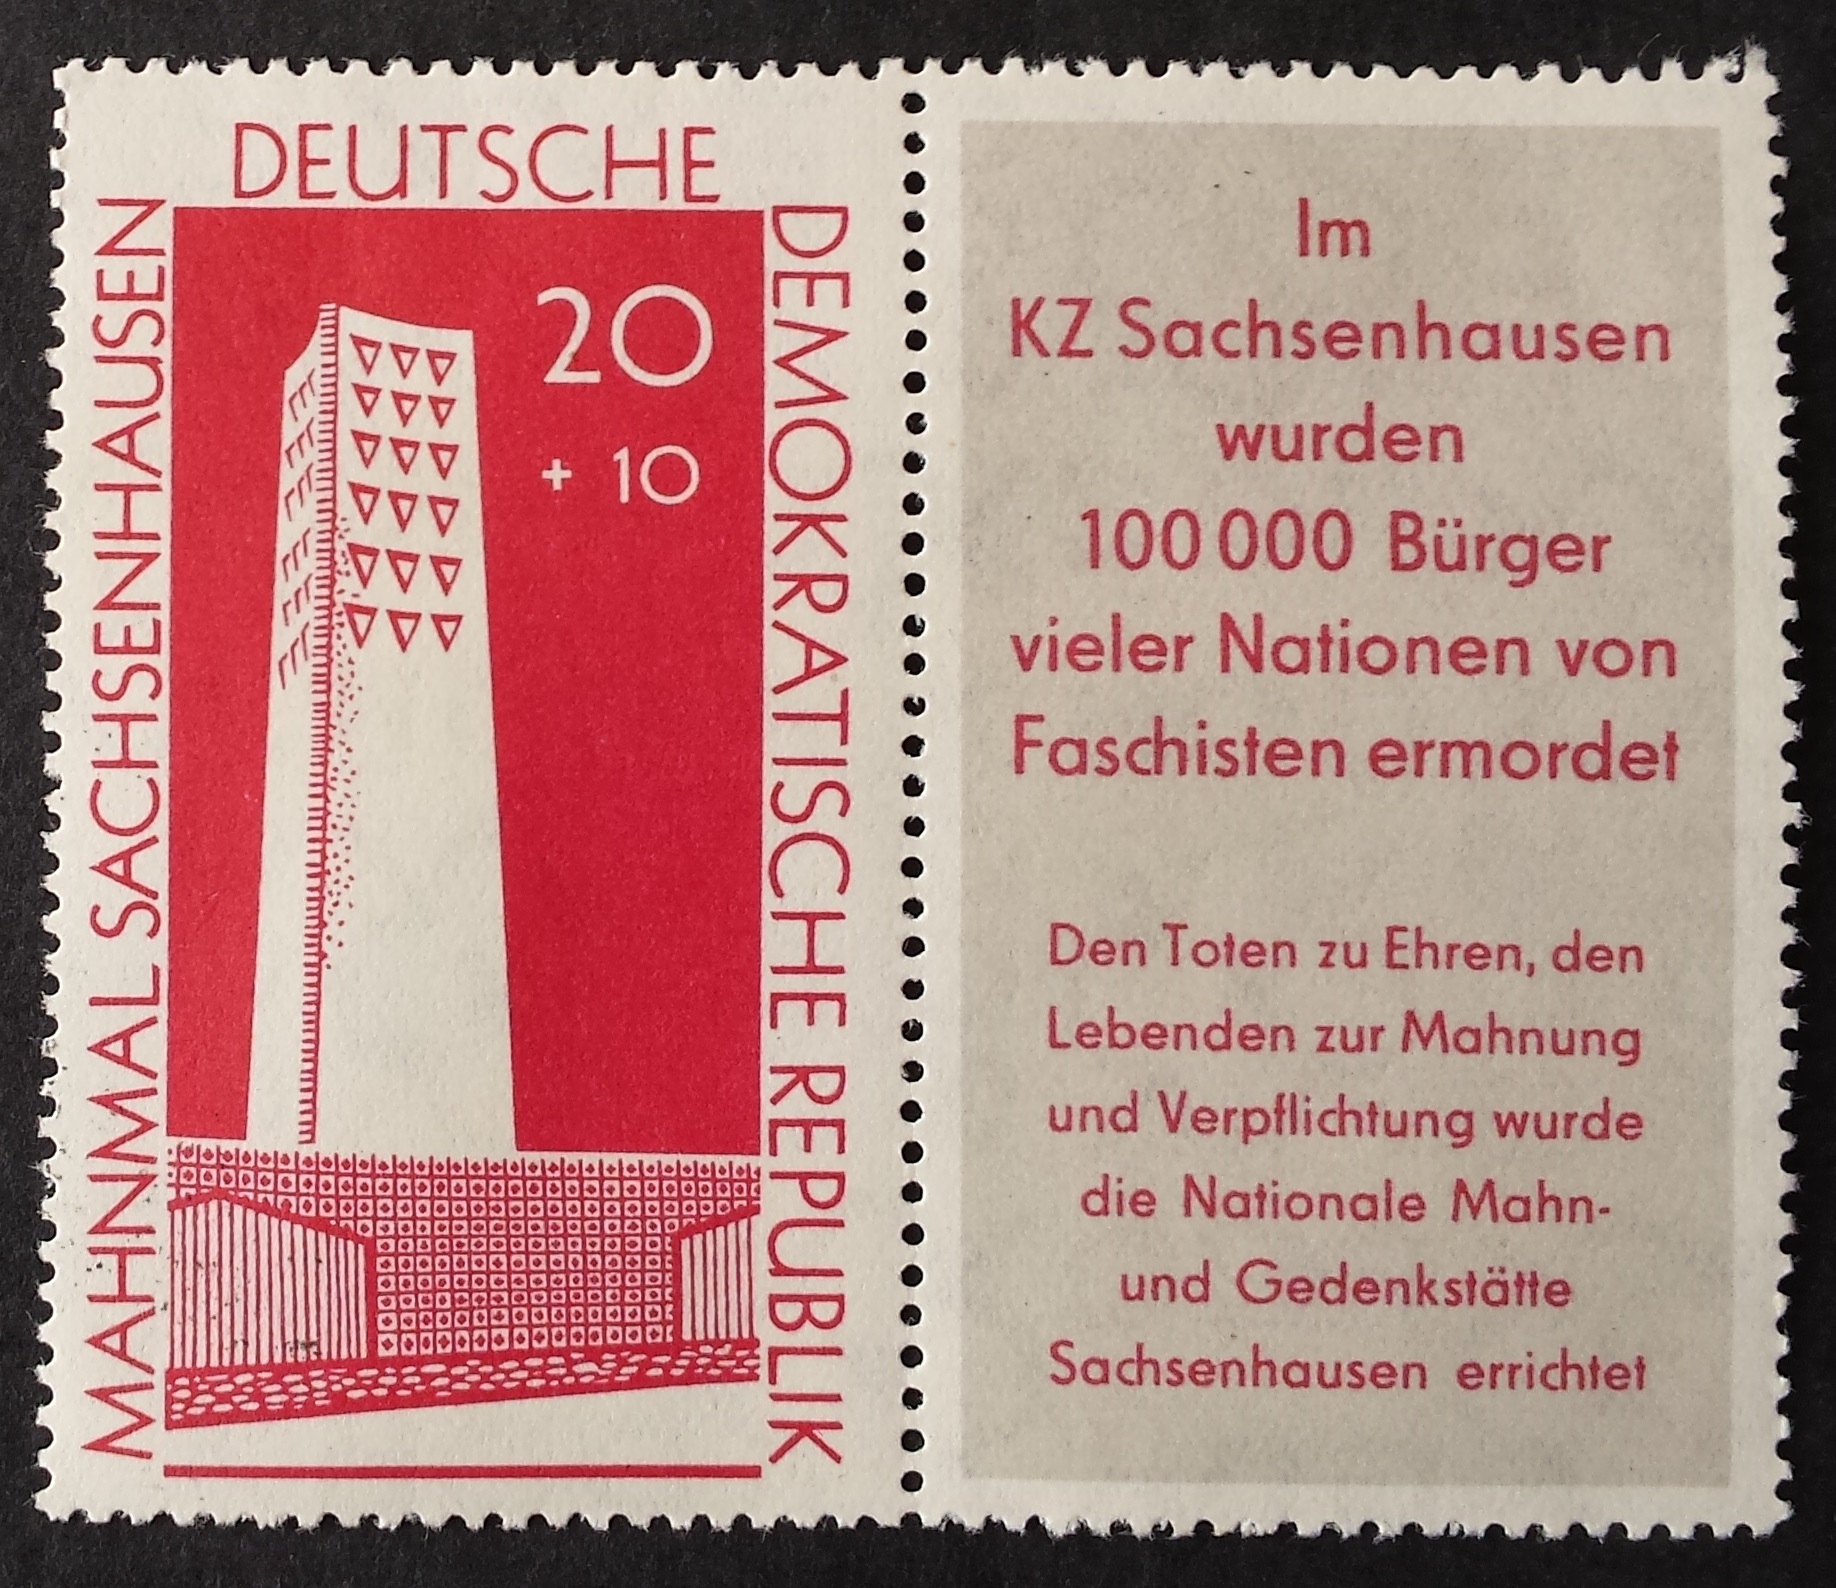 DEUTSCHE
DEMOKRATISCHE REPUBLIK
MAHNMAL SACHSENHAUSEN
20
+ 10
Im
KZ Sachsenhausen
wurden
100 000 Bürger
vieler Nationen von
Faschisten ermordet
Den Toten zu Ehren, den
Lebenden zur Mahnung
und Verpflichtung wurde
die Nationale Mahn-
und Gedenkstätte
Sachsenhausen errichtet